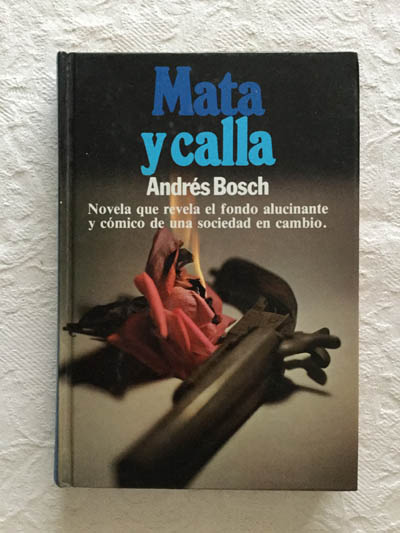 Mata
y calla
Andrés Bosch
Novela que revela el fondo alucinante
y cómico de una sociedad en cambio.